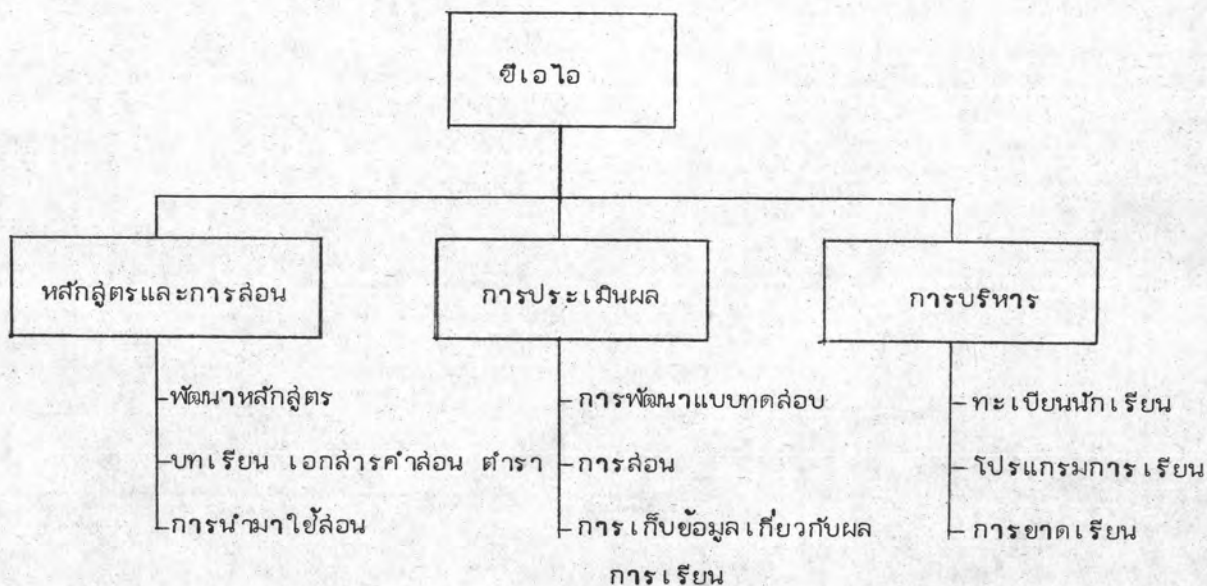 ซีเอไอ
หลักสูตรและการสอน
การประเมินผล
การบริหาร
พัฒนาหลักสูตร
บทเรียน เอกสารคำสอน ตำรา
การนำมาใช้สอน
การพัฒนาแบบทดสอบ
การสอน
การเก็บข้อมูลเกี่ยวกับผล
การเรียน
ทะเบียนนักเรียน
โปรแกรมการเรียน
การขาดเรียน